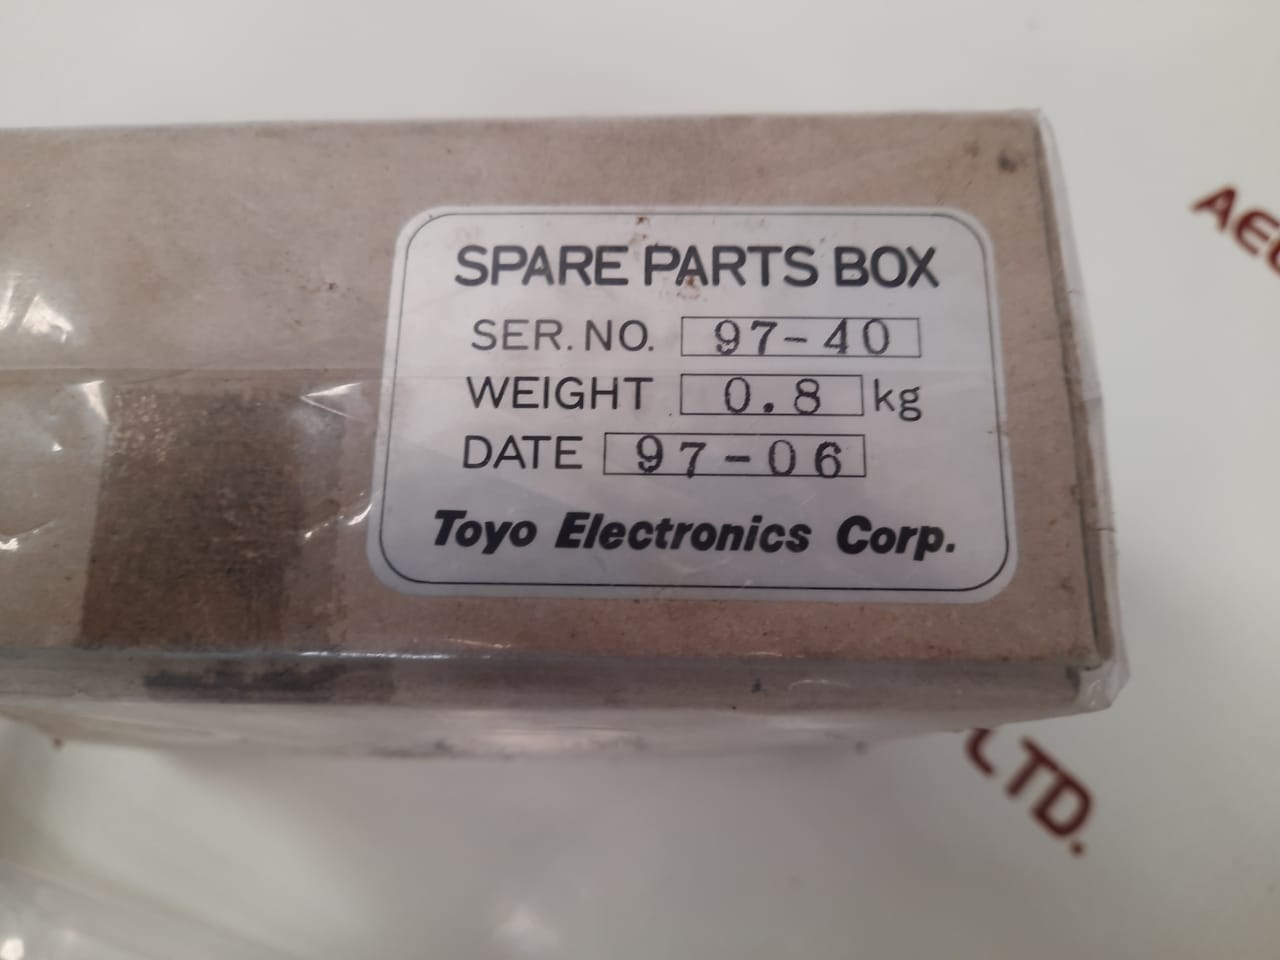 SPARE PARTS BOX
SER. NO. 97-40
WEIGHT 0.8 kg
DATE 97-06
Toyo Electronics Corp.
LTD.